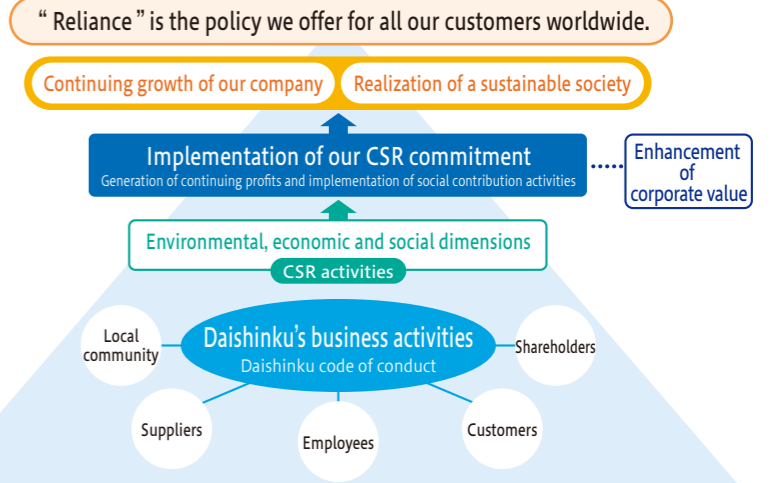 “ Reliance ” is the policy we offer for all our customers worldwide.
Continuing growth of our company
Realization of a sustainable society
Implementation of our CSR commitment
Generation of continuing profits and implementation of social contribution activities
Enhancement
of
corporate value
Environmental, economic and social dimensions
CSR activities
Daishinku’s business activities
Daishinku code of conduct
Local
community
Shareholders
Suppliers
Employees
Customers